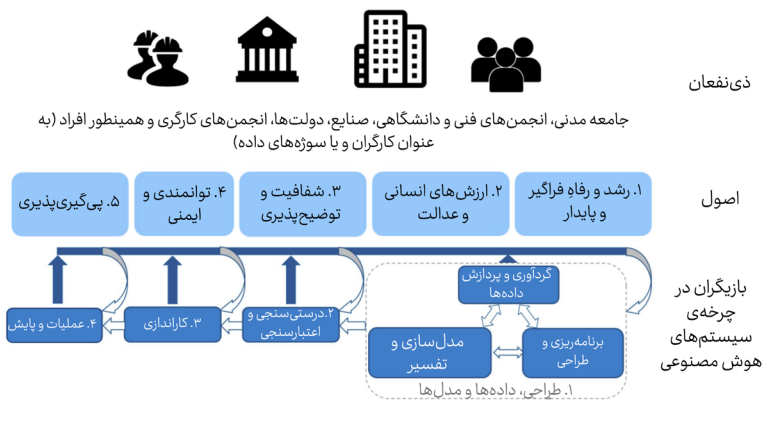 ذی‌نفعان
جامعه مدنی، انجمن‌های فنی و دانشگاهی، صنایع، دولت‌ها، انجمن‌های کارگری و همینطور افراد (به
عنوان کارگران و یا سوژه‌های داده)
اصول
۱. رشد و رفاهِ فراگیر
و پایدار
۲. ارزش‌های انسانی
و عدالت
۳. شفافیت و
توضیح‌پذیری
۴. توانمندی و
ایمنی
۵. پی‌گیری‌پذیری
بازیگران در
چرخه‌ی
سیستم‌های
هوش مصنوعی
گردآوری و پردازش
داده‌ها
برنامه‌ریزی و
طراحی
مدل‌سازی و
تفسیر
۱. طراحی، داده‌ها و مدل‌ها
۲.درستی‌سنجی و
اعتبارسنجی
۳. کاراندازی
۴. عملیات و پایش